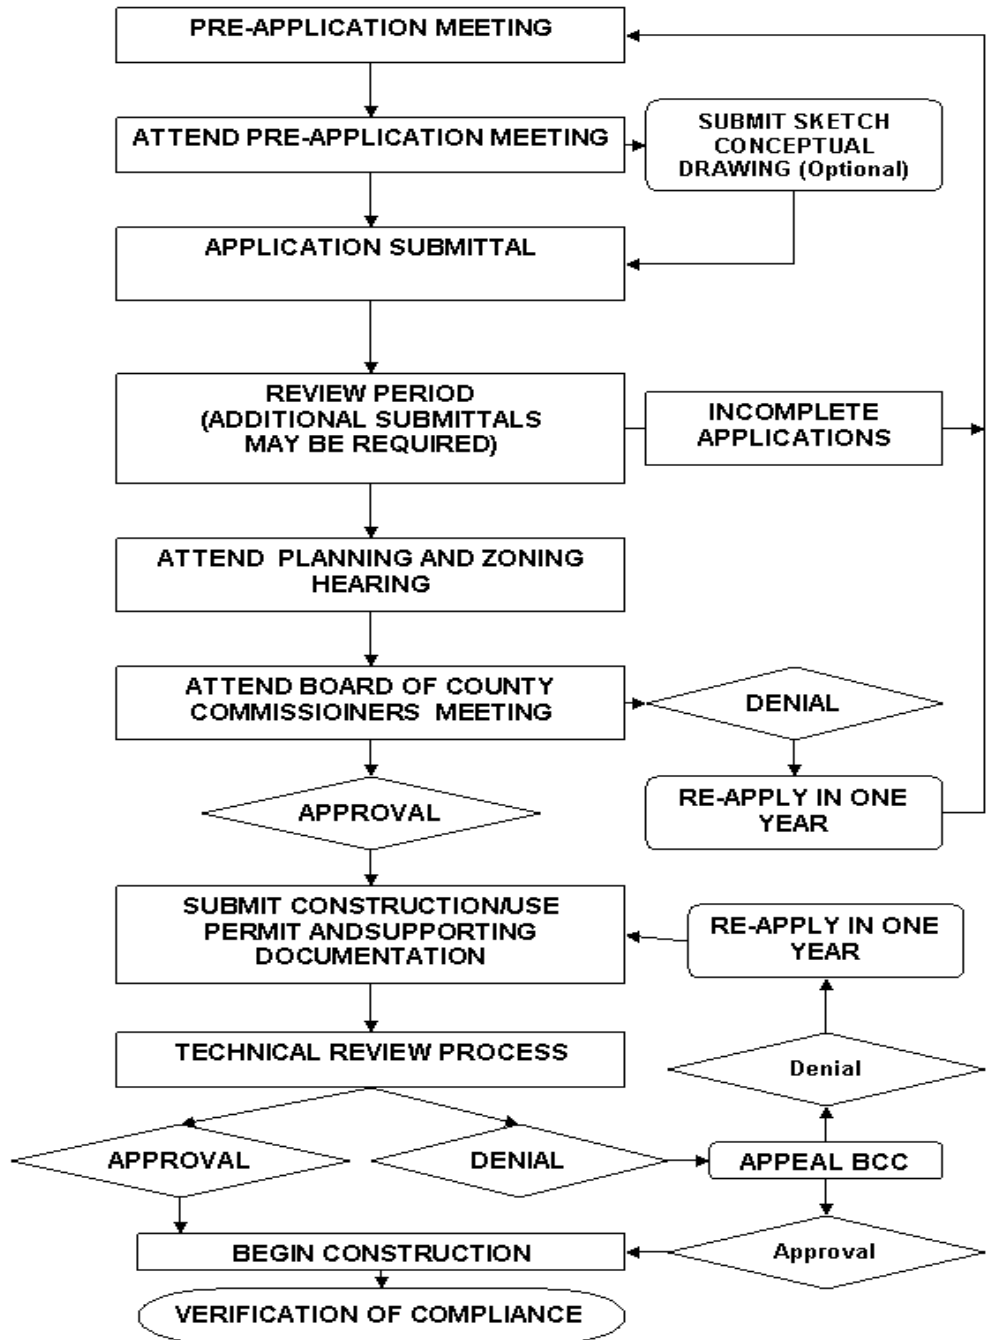 PRE-APPLICATION MEETING
ATTEND PRE-APPLICATION MEETING
SUBMIT SKETCH
CONCEPTUAL
DRAWING (Optional)
APPLICATION SUBMITTAL
REVIEW PERIOD
(ADDITIONAL SUBMITTALS
MAY BE REQUIRED)
INCOMPLETE
APPLICATIONS
ATTEND PLANNING AND ZONING
HEARING
ATTEND BOARD OF COUNTY
COMMISSIOINERS MEETING
DENIAL
RE-APPLY IN ONE
YEAR
APPROVAL
SUBMIT CONSTRUCTION/USE
PERMIT ANDSUPPORTING
DOCUMENTATION
RE-APPLY IN ONE
YEAR
TECHNICAL REVIEW PROCESS
Denial
APPROVAL
DENIAL
APPEAL BCC
BEGIN CONSTRUCTION
Approval
VERIFICATION OF COMPLIANCE